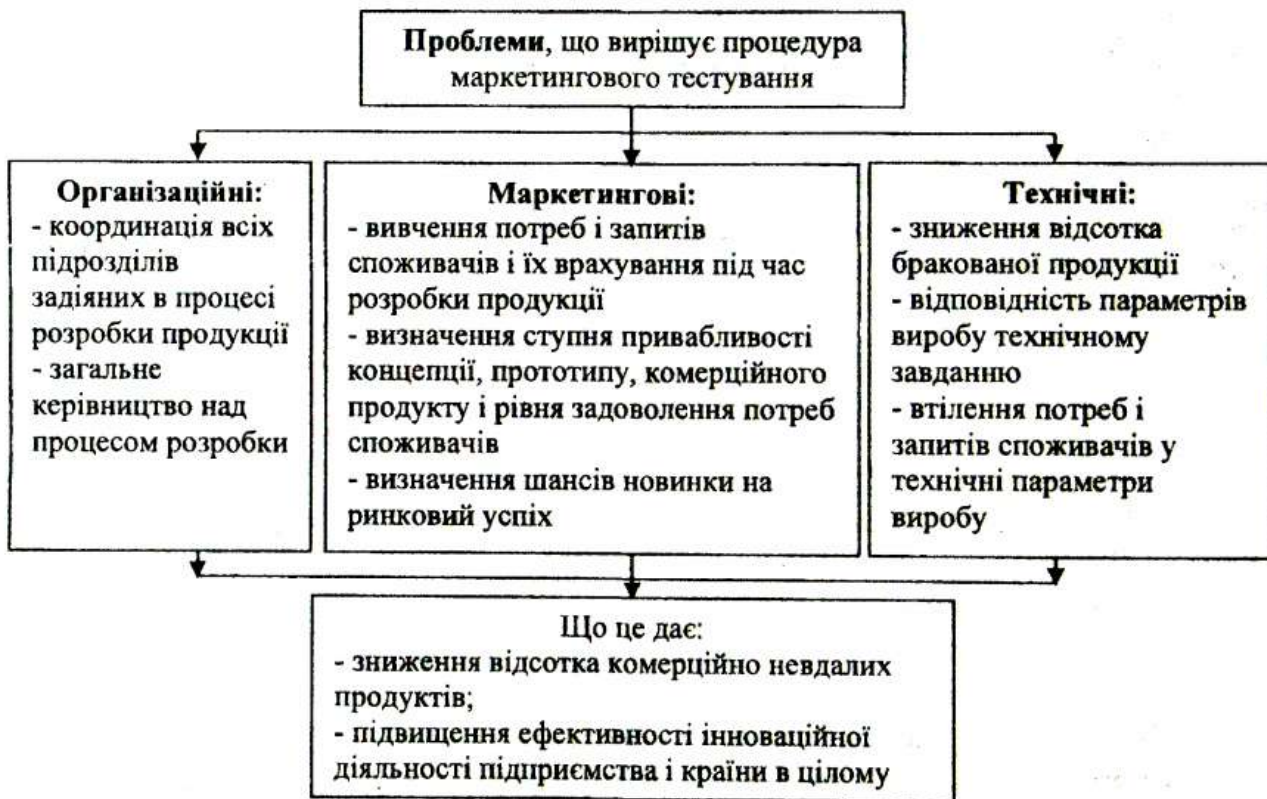 Проблеми, що вирішує процедура
маркетингового тестування
Організаційні:
- координація всіх
підрозділів
задіяних в процесі
розробки продукції
- загальне
керівництво над
процесом розробки
Маркетингові:
- вивчення потреб і запитів
споживачів і їх врахування під час
розробки продукції
- визначення ступня привабливості
концепції, прототипу, комерційного
продукту і рівня задоволення потреб
споживачів
- визначення шансів новинки на
ринковий успіх
Технічні:
- зниження відсотка
бракованої продукції
- відповідність параметрів
виробу технічному
завданню
- втілення потреб і
запитів споживачів у
технічні параметри
виробу
Що це дає:
- зниження відсотка комерційно невдалих
продуктів;
- підвищення ефективності інноваційної
діяльності підприємства і країни в цілому